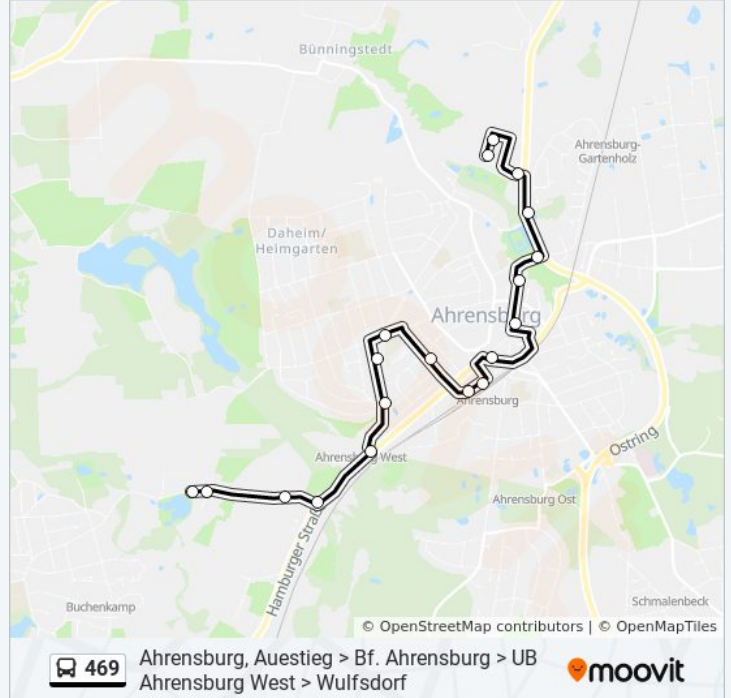 Bünningstedt
Ahrensburg-
Gartenholz
Daheim/
Heimgarten
Ahrensburg
Ahrensburg
Ostring
Ahrensburg West
Ahrensburg Ost
Hamburger Straß
Buchenkamp
Schmalenbeck
© OpenStreetMap contributors | © OpenMapTiles
469
Ahrensburg, Auestieg > Bf. Ahrensburg > UB
Ahrensburg West > Wulfsdorf
moovit